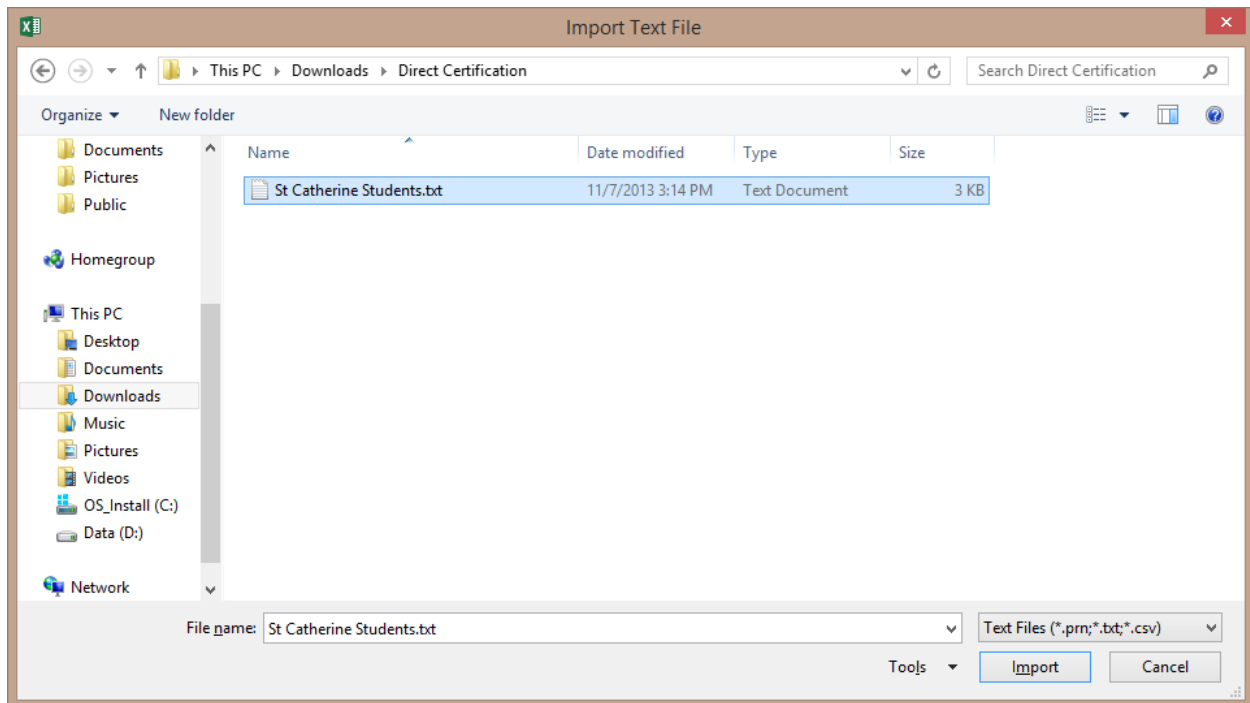 Import Text File
This PC Downloads Direct Certification
Search Direct Certification
Organize New folder
Documents
Pictures
Public
Homegroup
This PC
Desktop
Documents
Downloads
Music
Pictures
Videos
OS_Install (C:)
Data (D:)
Network
Name Date modified Type Size
St Catherine Students.txt 11/7/2013 3:14 PM Text Document 3 KB
File name: St Catherine Students.txt
Text Files (*.prn;*.txt;*.csv)
Tools Import Cancel